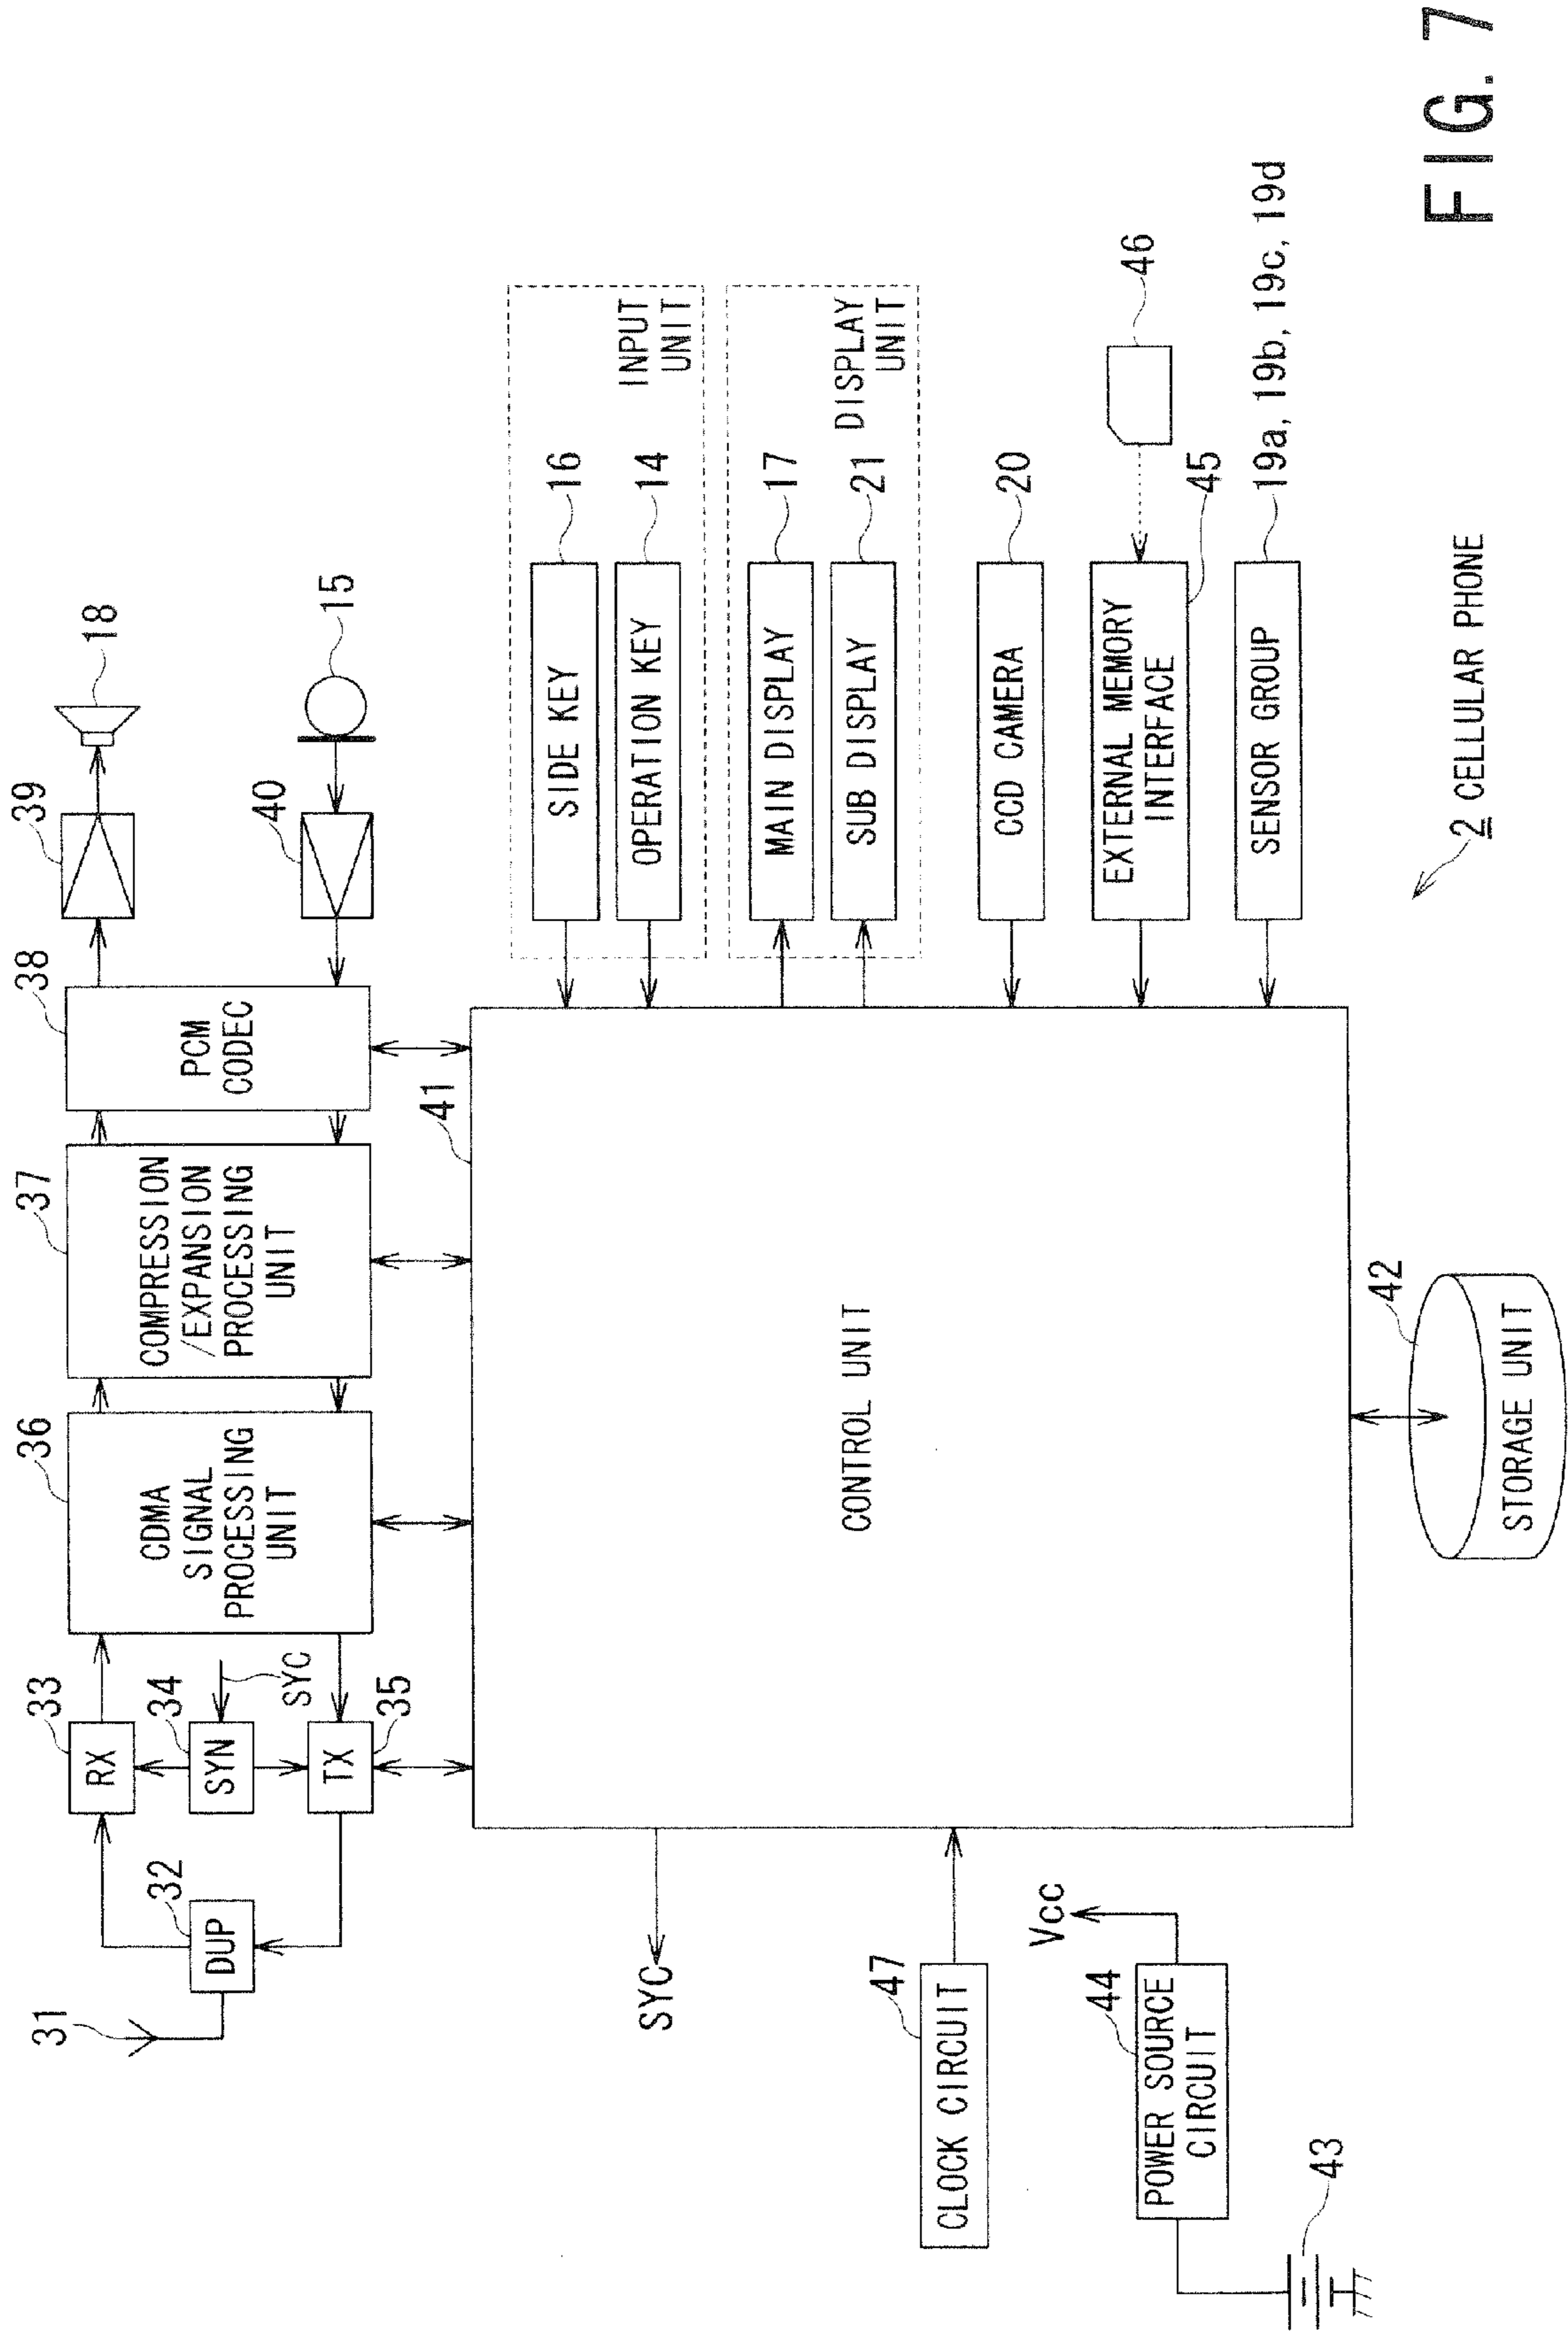 31
32
DUP
33
RX
34
SYN
SYC
35
TX
36
CDMA
SIGNAL
PROCESSING
UNIT
37
COMPRESSION
/EXPANSION
PROCESSING
UNIT
38
PCM
CODEC
39
18
40
15
41
CONTROL UNIT
SYC
47
CLOCK CIRCUIT
Vcc
44
POWER SOURCE
CIRCUIT
43
42
STORAGE UNIT
SIDE KEY
16
OPERATION KEY
14
INPUT
UNIT
MAIN DISPLAY
17
SUB DISPLAY
21
DISPLAY
UNIT
CCD CAMERA
20
EXTERNAL MEMORY
INTERFACE
45
46
SENSOR GROUP
19a, 19b, 19c, 19d
2 CELLULAR PHONE
FIG. 7